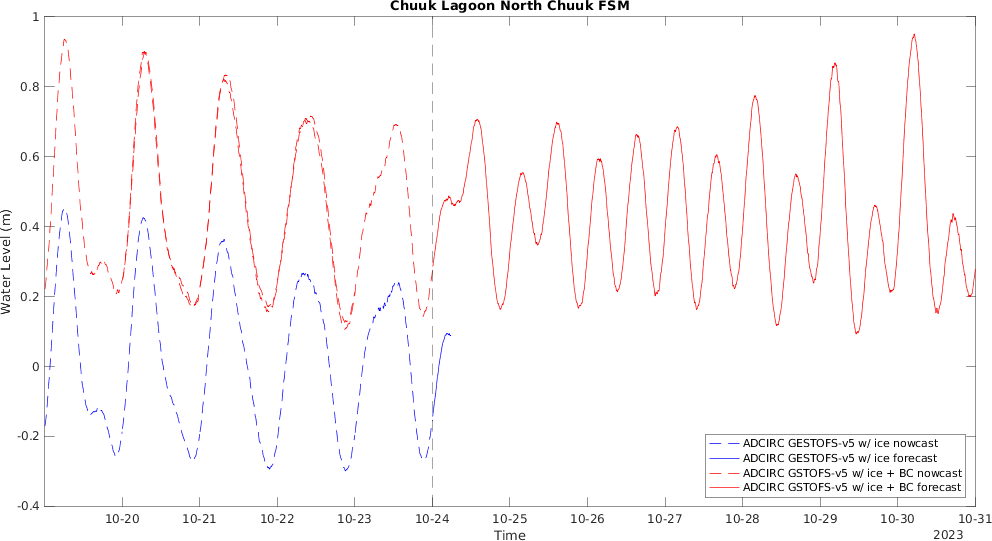 Chuuk Lagoon North Chuuk FSM
1
0.8
0.6
0.4
0.2
0
-0.2
-0.4
Water Level (m)
10-20 10-21 10-22 10-23 10-24 10-25 10-26 10-27 10-28 10-29 10-30 10-31
Time
2023
ADCIRC GESTOFS-v5 w/ ice nowcast
ADCIRC GESTOFS-v5 w/ ice forecast
ADCIRC GSTOFS-v5 w/ ice + BC nowcast
ADCIRC GSTOFS-v5 w/ ice + BC forecast